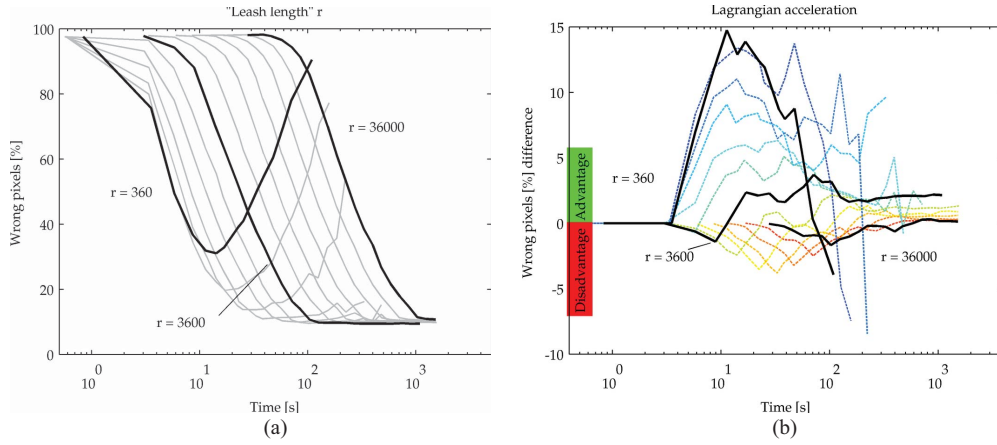 "Leash length" r
Wrong pixels [%]
100
80
60
40
20
0
r = 360
r = 3600
r = 36000
10 0
10 1
10 2
10 3
Time [s]
(a)
Lagrangian acceleration
Wrong pixels [%] difference
Advantage
Disadvantage
15
10
5
0
-5
-10
r = 360
r = 3600
r = 36000
10 0
10 1
10 2
10 3
Time [s]
(b)